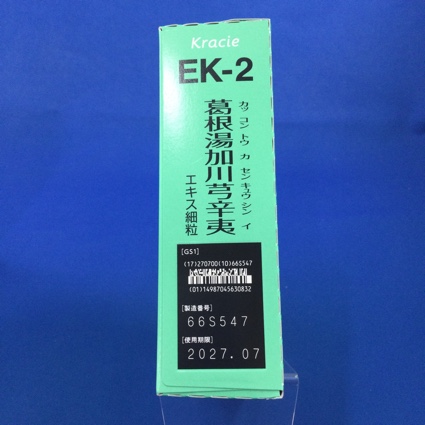 Kracie
EK-2
カッコントウ カ センキュウシン イ
葛根湯加川芎辛夷
エキス細粒
[GS1]
(17)270700(10)66S547
(01)14987045630832
[製造番号]
66S547
[使用期限]
2027.07